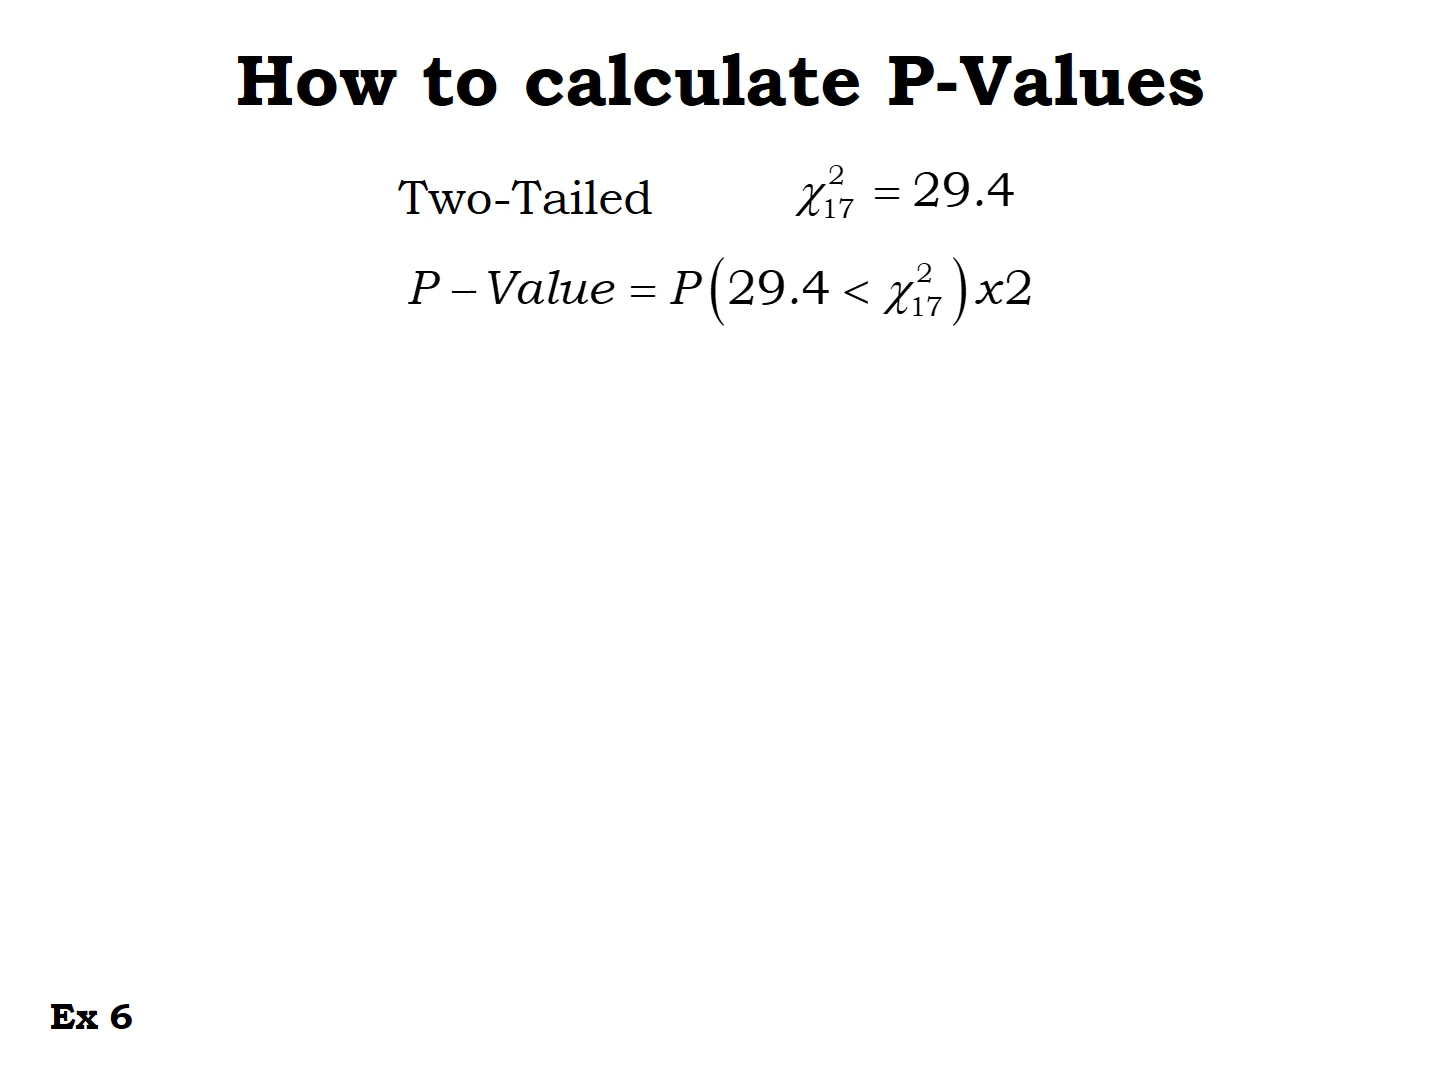 How to calculate P-Values
Two-Tailed χ²₁₇ = 29.4
P – Value = P(29.4 < χ²₁₇)x2
Ex 6